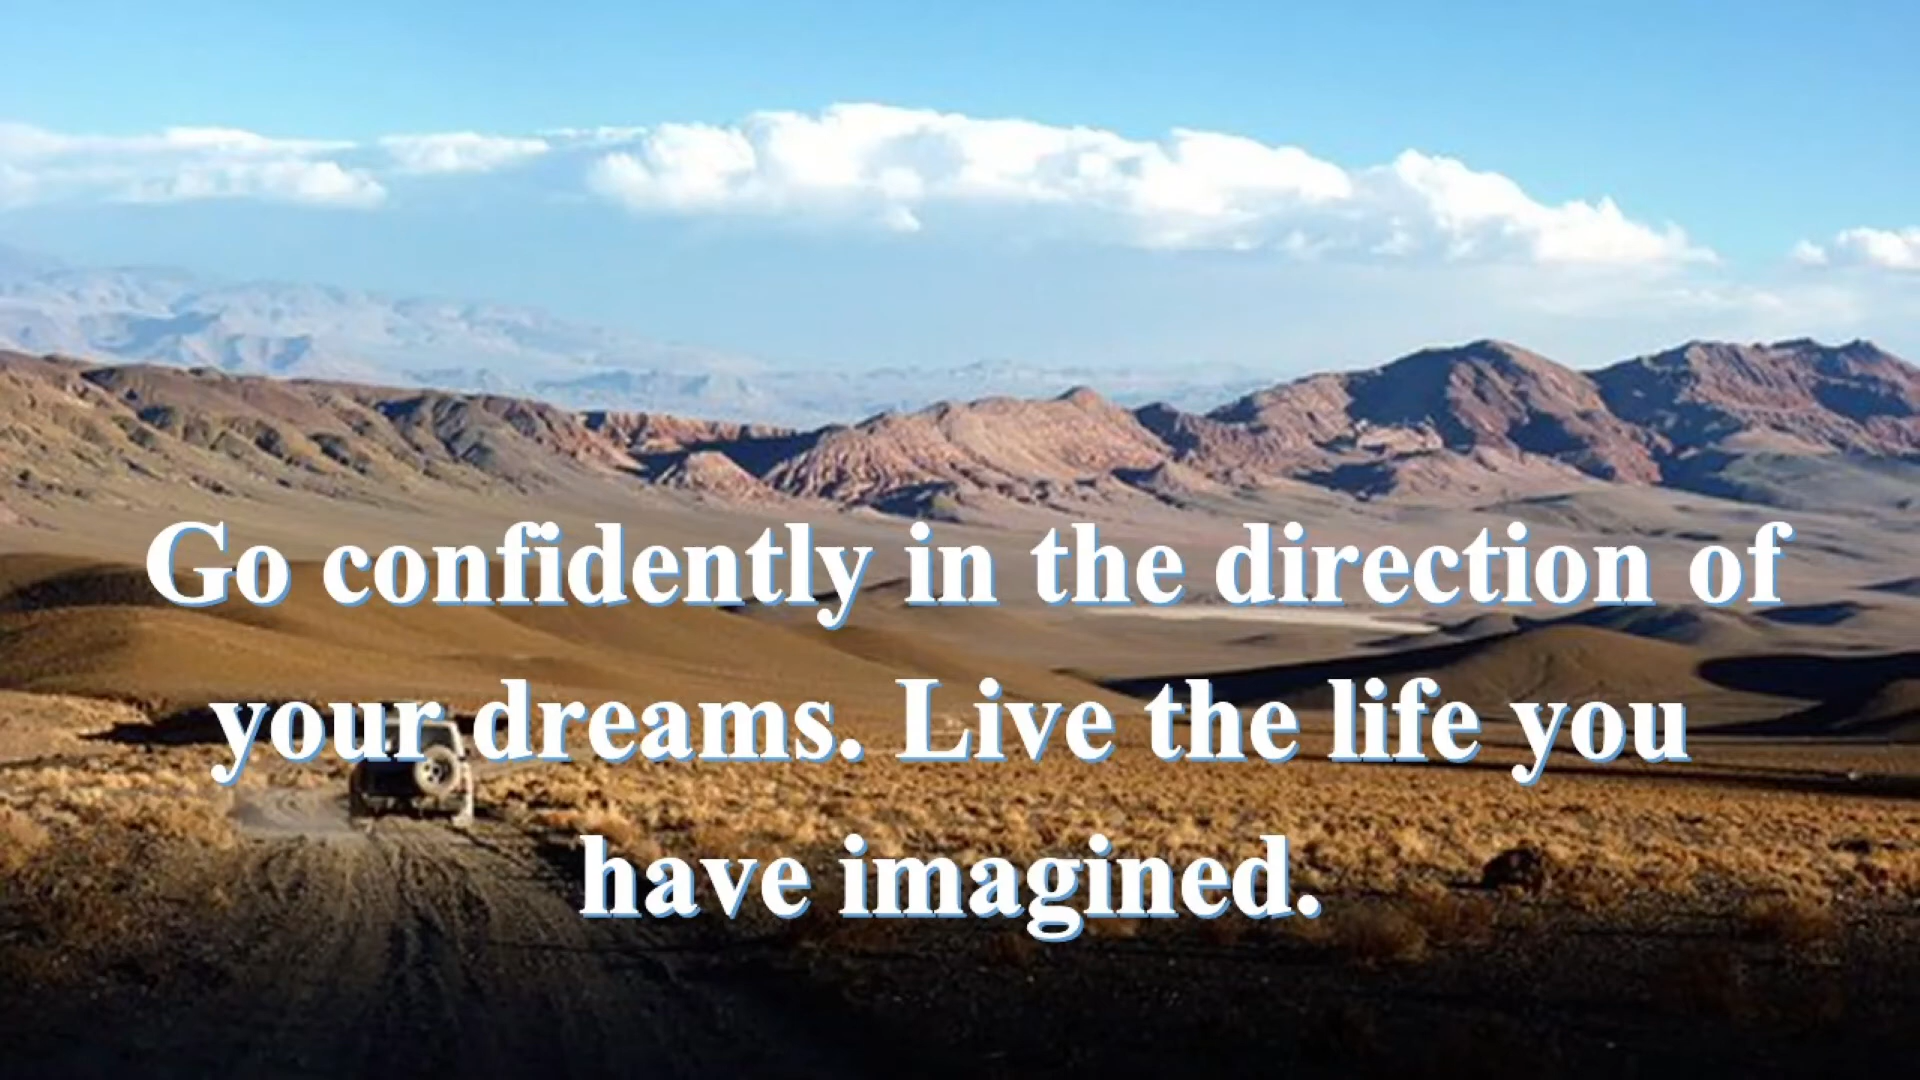 Go confidently in the direction of
your dreams. Live the life you
have imagined.